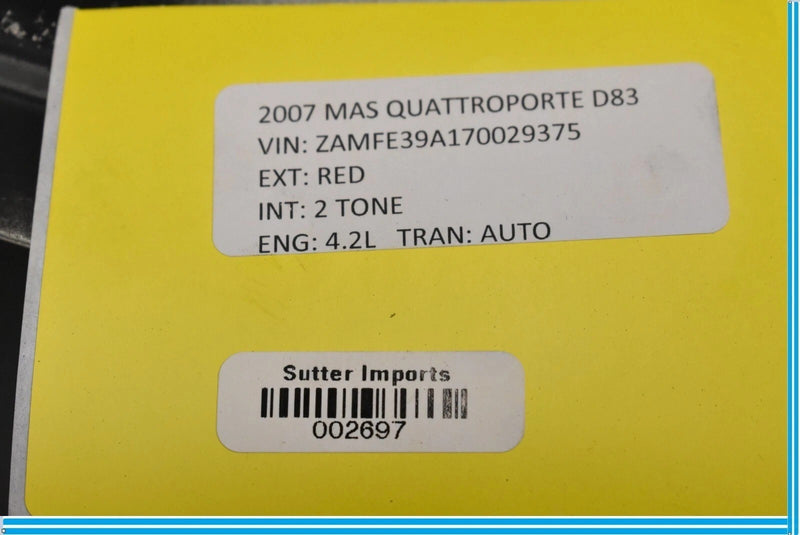 2007 MAS QUATTROPORTE D83
VIN: ZAMFE39A170029375
EXT: RED
INT: 2 TONE
ENG: 4.2L TRAN: AUTO
Sutter Imports
002697